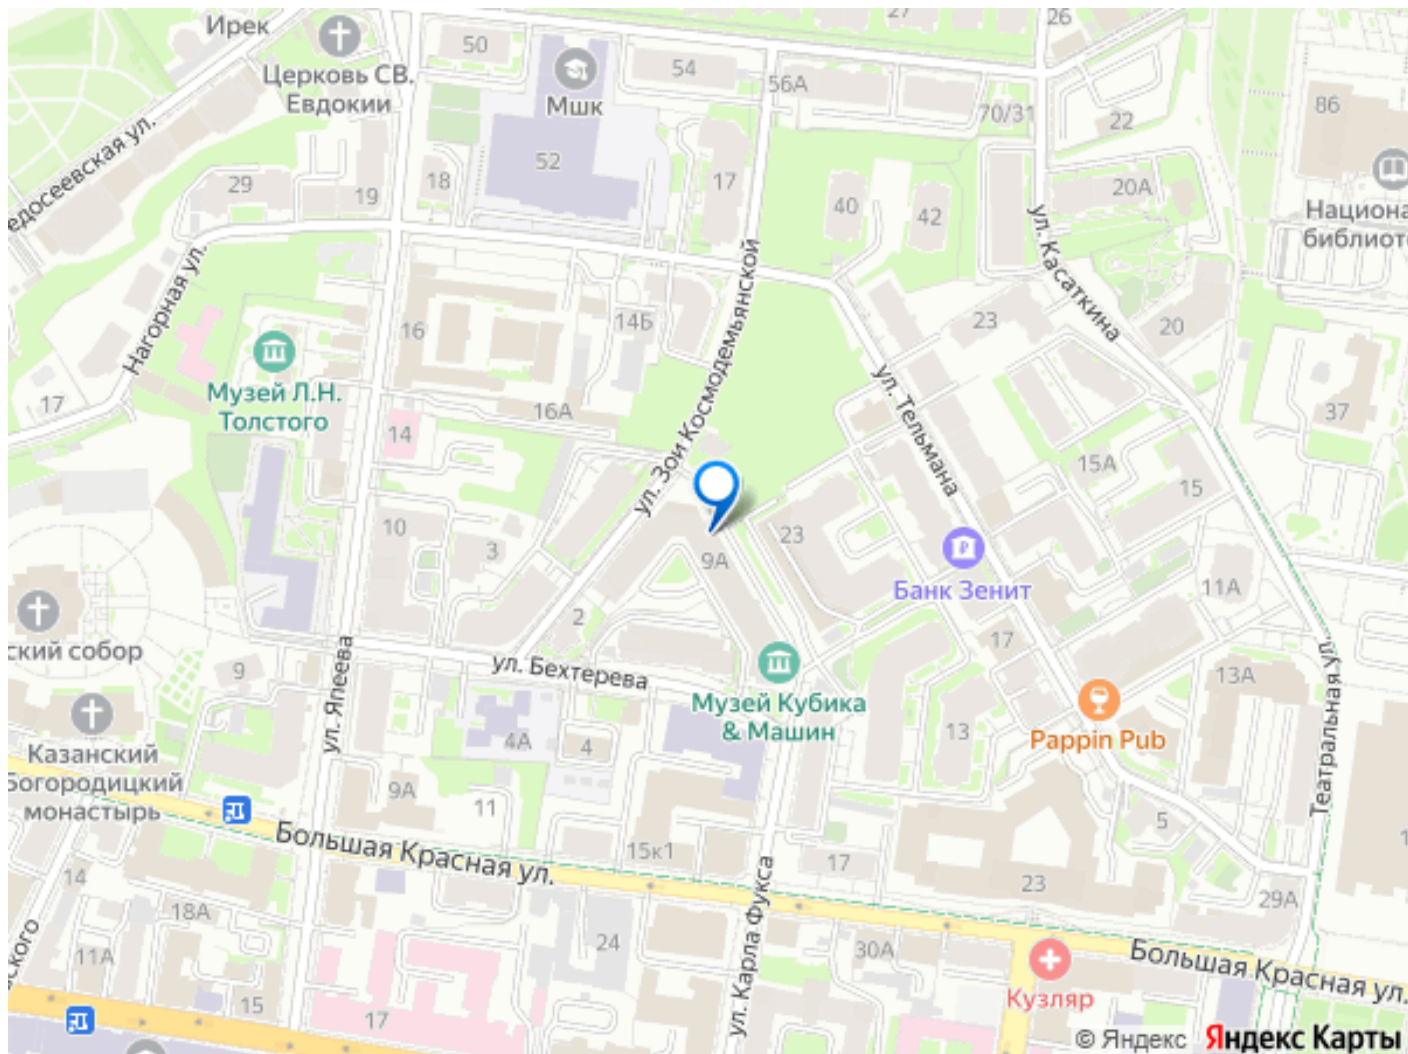 Ирек
Церковь СВ.
Евдокии
50
Мшк
54
56А
27
26
70/31
22
86
52
18
17
29
19
40
42
20А
Национа
библиоте
едосеевская ул.
Нагорная ул.
ул. Зои Космодемьянской
ул. Касаткина
16
14Б
23
20
Музей Л.Н.
Толстого
17
16А
14
ул. Тельмана
37
15А
15
10
3
9А
23
Банк Зенит
11А
ский собор
9
2
ул. Бехтерева
17
13А
ул. Япеева
Музей Кубика
& Машин
4А
4
13
Pappin Pub
Театральная ул.
Казанский
Богородицкий
монастырь
9А
11
5
Большая Красная ул.
15к1
17
23
29А
14
18А
24
30А
ул. Карла Фукса
11А
15
17
ского
Кузляр
Большая Красная ул.
© Яндекс Яндекс Карты